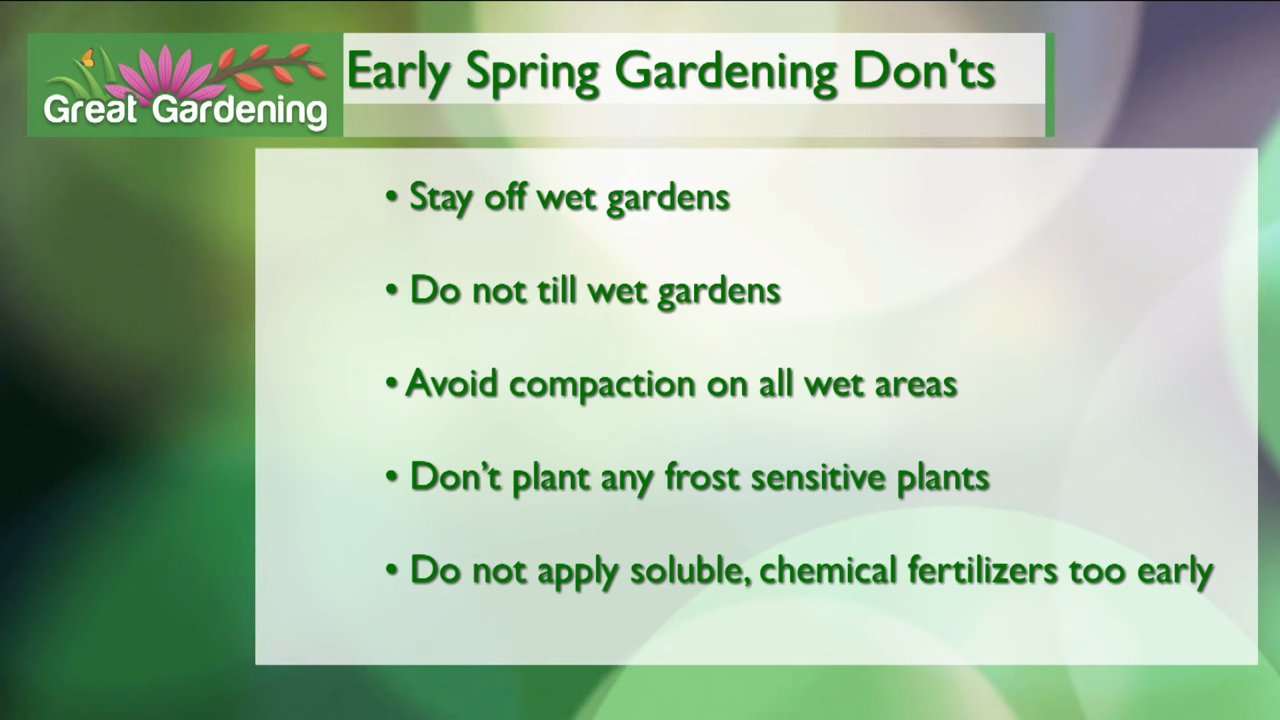 Great Gardening
Early Spring Gardening Don'ts
• Stay off wet gardens
• Do not till wet gardens
• Avoid compaction on all wet areas
• Don’t plant any frost sensitive plants
• Do not apply soluble, chemical fertilizers too early